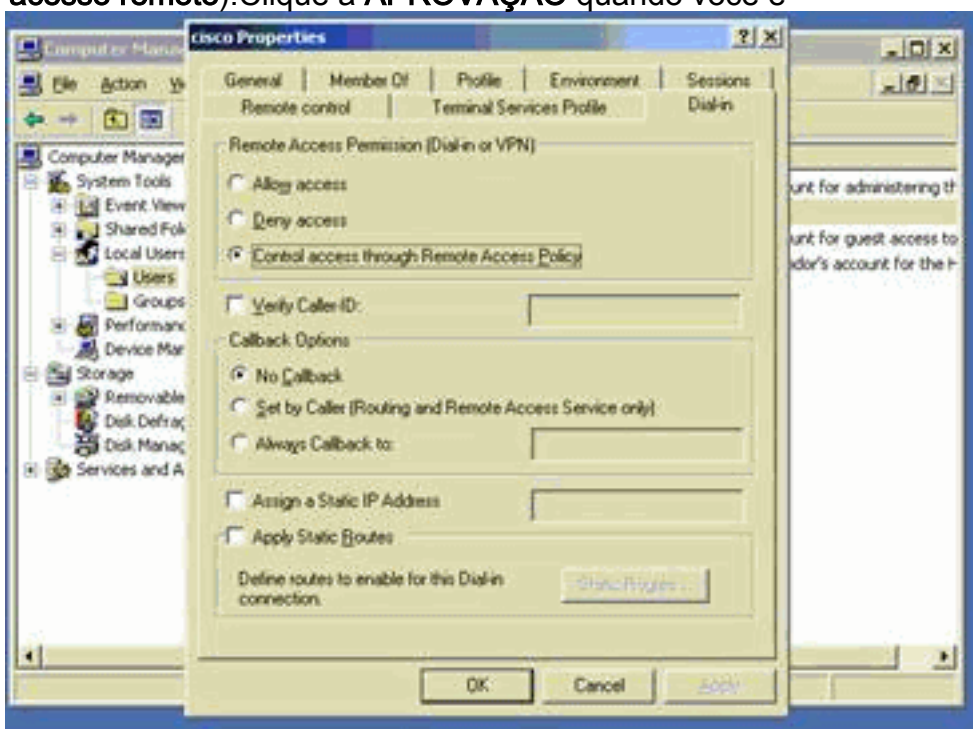 acesso remoto).Clique a APROVAÇÃO quando você é
Computer Mana
cisco Properties
File Action
General Member Of Profile Environment Sessions
Remote control Terminal Services Profile Dial-in
Computer Manager
System Tools
Event View
Shared Fol
Local Users
Users
Groups
Performanc
Device Mar
Storage
Removable
Disk Defrag
Disk Manag
Services and A
Remote Access Permission (Dial-in or VPN)
Allow access
Deny access
Control access through Remote Access Policy
Verify Caller-ID:
Callback Options
No Callback
Set by Caller (Routing and Remote Access Service only)
Always Callback to:
Assign a Static IP Address
Apply Static Routes
Define routes to enable for this Dial-in
connection.
Static Routes ...
OK Cancel Apply
unt for administering th
unt for guest access to
dor's account for the H